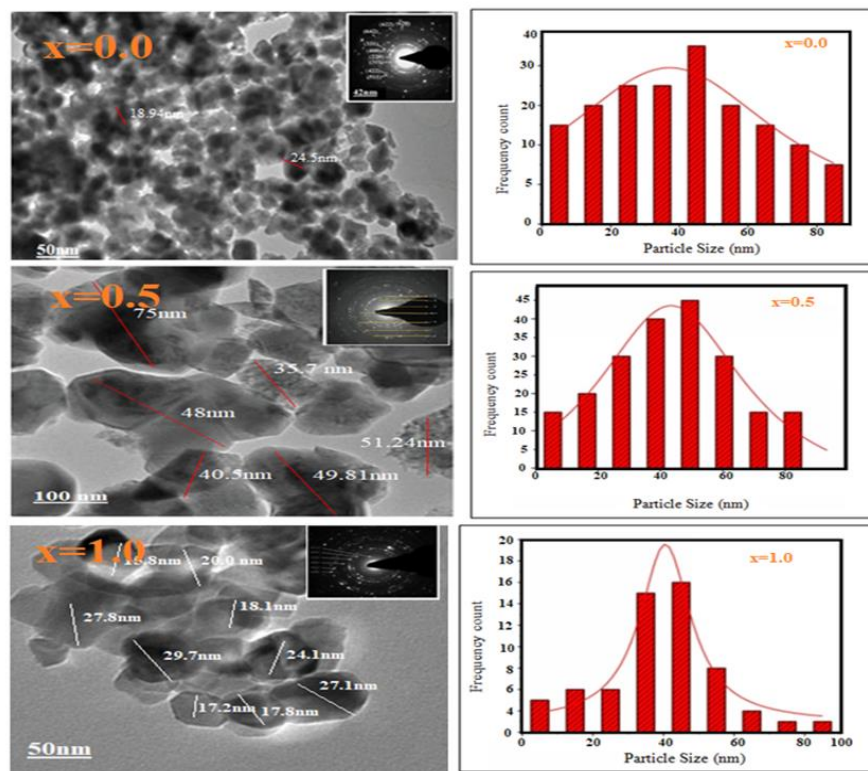 x=0.0
18.94nm
24.5nm
50nm
42nm
x=0.0
Frequency count
40
30
20
10
5
0
0 20 40 60 80
Particle Size (nm)
x=0.5
75nm
35.7 nm
48nm
51.24nm
40.5nm
49.81nm
100 nm
x=0.5
Frequency count
45
40
35
30
25
20
15
5
0
0 20 40 60 80 100
Particle Size (nm)
x=1.0
20.0 nm
27.8nm
18.1nm
29.7nm
24.1nm
27.1nm
17.2nm
17.8nm
50nm
x=1.0
Frequency count
20
18
16
14
12
10
8
6
4
2
0
0 20 40 60 80 100
Particle Size (nm)